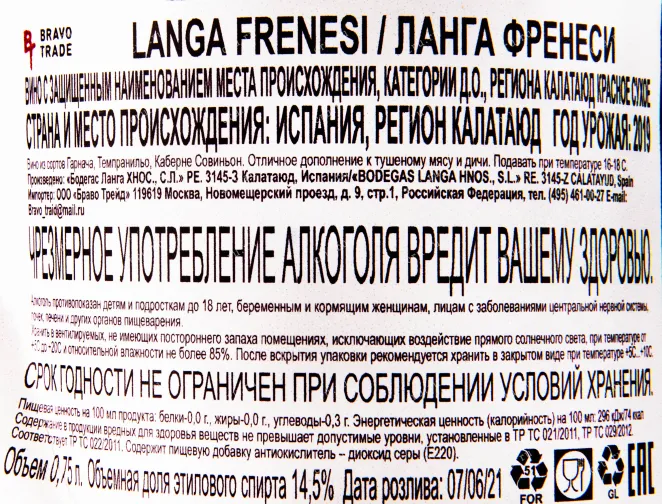 BRAVO
TRADE
LANGA FRENESI / ЛАНГА ФРЕНЕСИ
ВИНО С ЗАЩИЩЕННЫМ НАИМЕНОВАНИЕМ МЕСТА ПРОИСХОЖДЕНИЯ, КАТЕГОРИИ Д.О., РЕГИОНА КАЛАТАЮД КРАСНОЕ СУХОЕ
СТРАНА И МЕСТО ПРОИСХОЖДЕНИЯ: ИСПАНИЯ, РЕГИОН КАЛАТАЮД ГОД УРОЖАЯ: 2019
Вино из сортов Гарнача, Темпранильо, Каберне Совиньон. Отличное дополнение к тушеному мясу и дичи. Подавать при температуре 16-18 С.
Произведено: «Бодегас Ланга ХНОС., С.Л.» РЕ. 3145-З Калатаюд, Испания/«BODEGAS LANGA HNOS., S.L.» RE. 3145-Z CALATAYUD, Spain
Импортер: ООО «Браво Трейд» 119619 Москва, Новомещерский проезд, д. 9, стр.1, Российская Федерация, тел. (495) 461-00-27 E-mail:
Bravo_traid@mail.ru
ЧРЕЗМЕРНОЕ УПОТРЕБЛЕНИЕ АЛКОГОЛЯ ВРЕДИТ ВАШЕМУ ЗДОРОВЬЮ.
Алкоголь противопоказан детям и подросткам до 18 лет, беременным и кормящим женщинам, лицам с заболеваниями центральной нервной системы,
почек, печени и других органов пищеварения.
Хранить в вентилируемых, не имеющих постороннего запаха помещениях, исключающих воздействие прямого солнечного света, при температуре от
+5С до +20С и относительной влажности не более 85%. После вскрытия упаковки рекомендуется хранить в закрытом виде при температуре +5С...+10С.
СРОК ГОДНОСТИ НЕ ОГРАНИЧЕН ПРИ СОБЛЮДЕНИИ УСЛОВИЙ ХРАНЕНИЯ.
Пищевая ценность на 100 мл продукта: белки-0,0 г., жиры-0,0 г., углеводы-0,3 г. Энергетическая ценность (калорийность) на 100 мл: 296 кДж/74 ккал
Содержание в продукции вредных для здоровья веществ не превышает допустимые уровни, установленные в ТР ТС 021/2011, ТР ТС 029/2012.
Соответствует ТР ТС 022/2011. Содержит пищевую добавку антиокислитель – диоксид серы (Е220).
Объем 0,75л. Объемная доля этилового спирта 14,5% Дата розлива: 07/06/21
51
FOR
GL
EAC